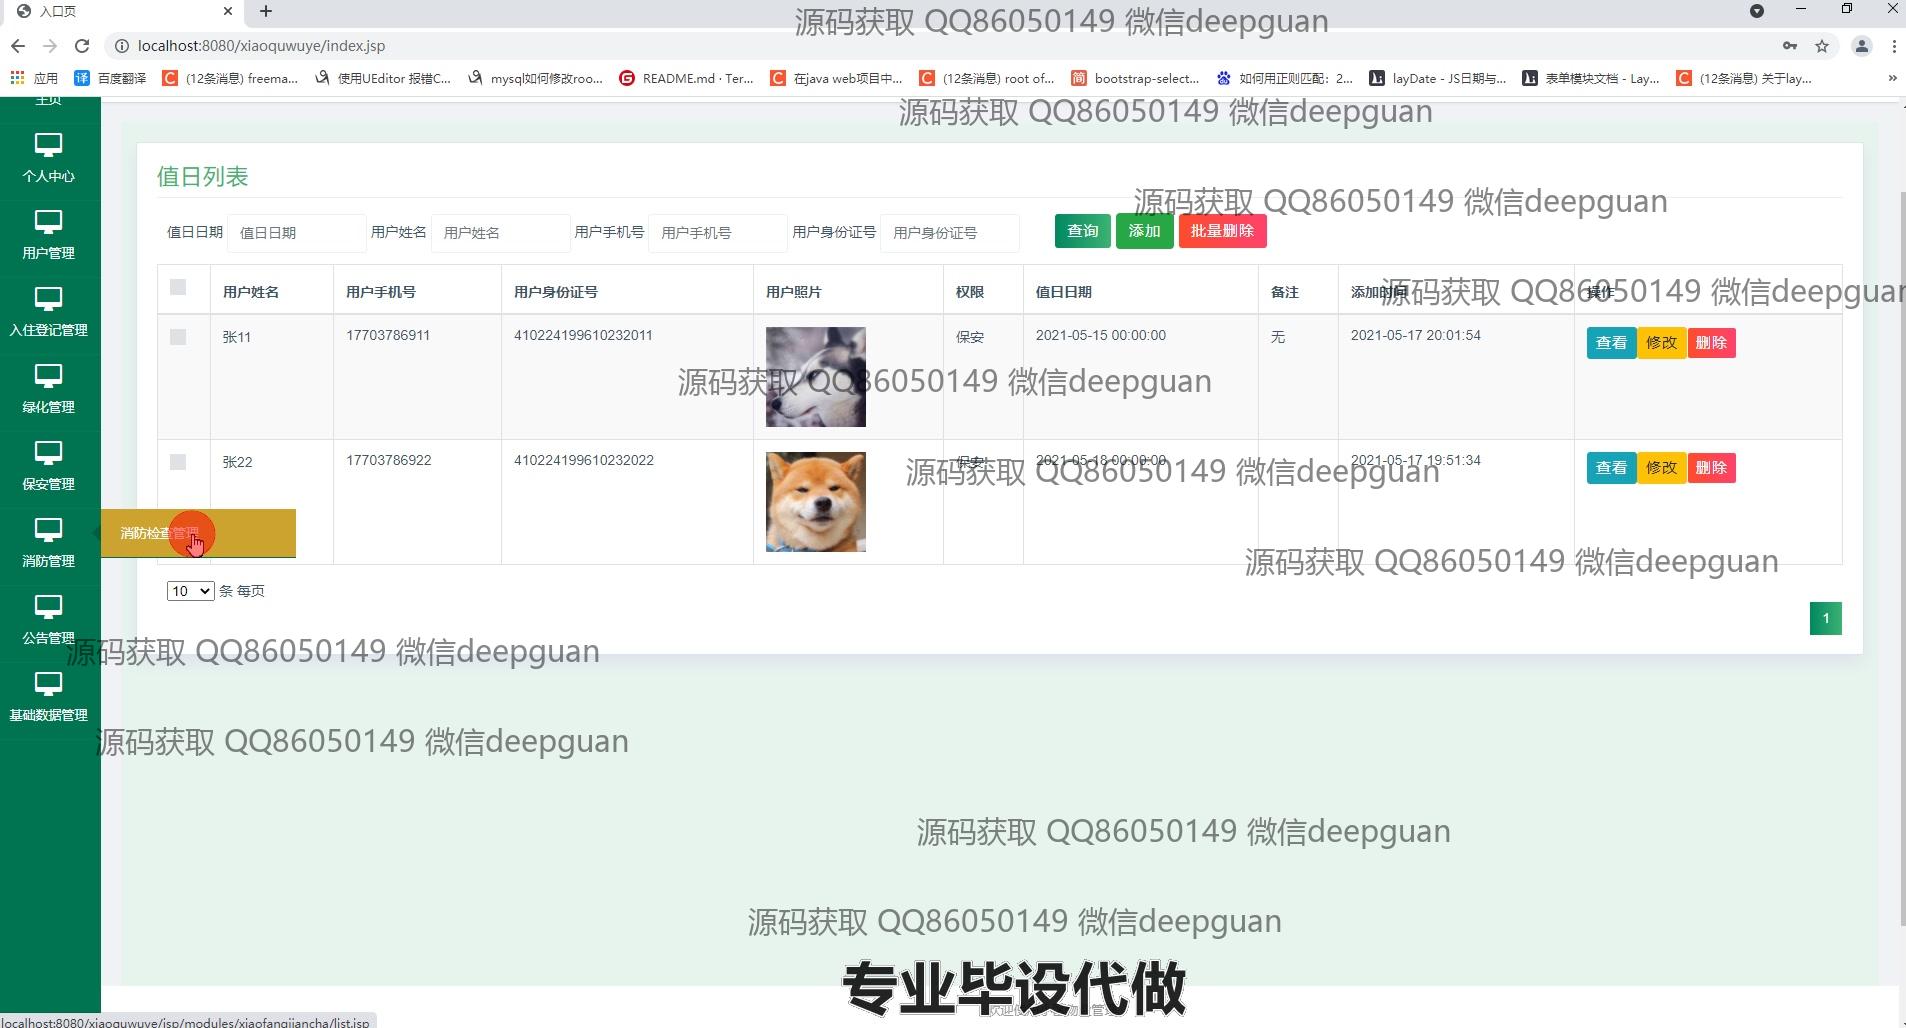 入口页
源码获取 QQ86050149 微信deepguan
localhost:8080/xiaoquwuye/index.jsp
应用 百度翻译 (12条消息) freema... 使用UEditor 报错C... mysql如何修改roo... README.md · Ter... 在java web项目中... (12条消息) root of... bootstrap-select... 如何用正则匹配：2... layDate - JS日期与... 表单模块文档 - Lay... (12条消息) 关于lay...
主页
源码获取 QQ86050149 微信deepguan
个人中心
值日列表
源码获取 QQ86050149 微信deepguan
值日日期 值日日期 用户姓名 用户姓名 用户手机号 用户手机号 用户身份证号 用户身份证号 查询 添加 批量删除
用户管理
用户姓名 用户手机号 用户身份证号 用户照片 权限 值日日期 备注 添加时间 操作
源码获取 QQ86050149 微信deepguan
入住登记管理
张11 17703786911 410224199610232011 保安 2021-05-15 00:00:00 无 2021-05-17 20:01:54 查看 修改 删除
源码获取 QQ86050149 微信deepguan
绿化管理
张22 17703786922 410224199610232022 保安 2021-05-18 00:00:00 2021-05-17 19:51:34 查看 修改 删除
源码获取 QQ86050149 微信deepguan
保安管理
消防检查管理
消防管理
源码获取 QQ86050149 微信deepguan
10 条 每页
1
公告管理
源码获取 QQ86050149 微信deepguan
基础数据管理
源码获取 QQ86050149 微信deepguan
源码获取 QQ86050149 微信deepguan
源码获取 QQ86050149 微信deepguan
专业毕设代做
localhost:8080/xiaoquwuye/jsp/modules/xiaofangjiancha/list.jsp